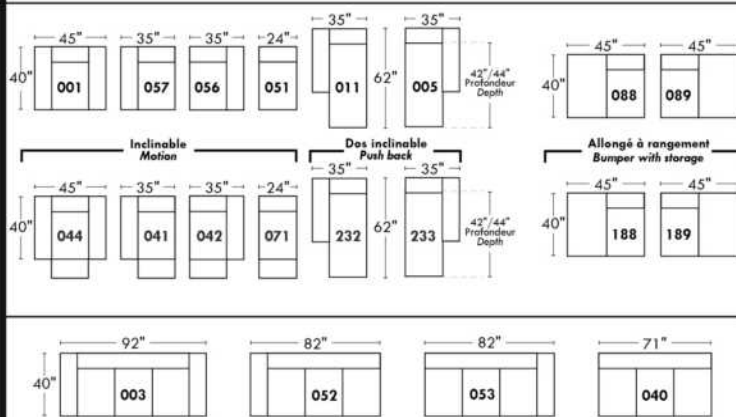 45" 35" 35" 24" 35" 35" 45" 45"
40" 001 057 056 051 011 62" 005 42"/44" Profondeur Depth 40" 088 089
Inclinable
Motion
Dos inclinable
Push back
Allongé à rangement
Bumper with storage
45" 35" 35" 24" 35" 35" 45" 45"
40" 044 041 042 071 232 62" 233 42"/44" Profondeur Depth 40" 188 189
92" 82" 82" 71"
40" 003 052 053 040